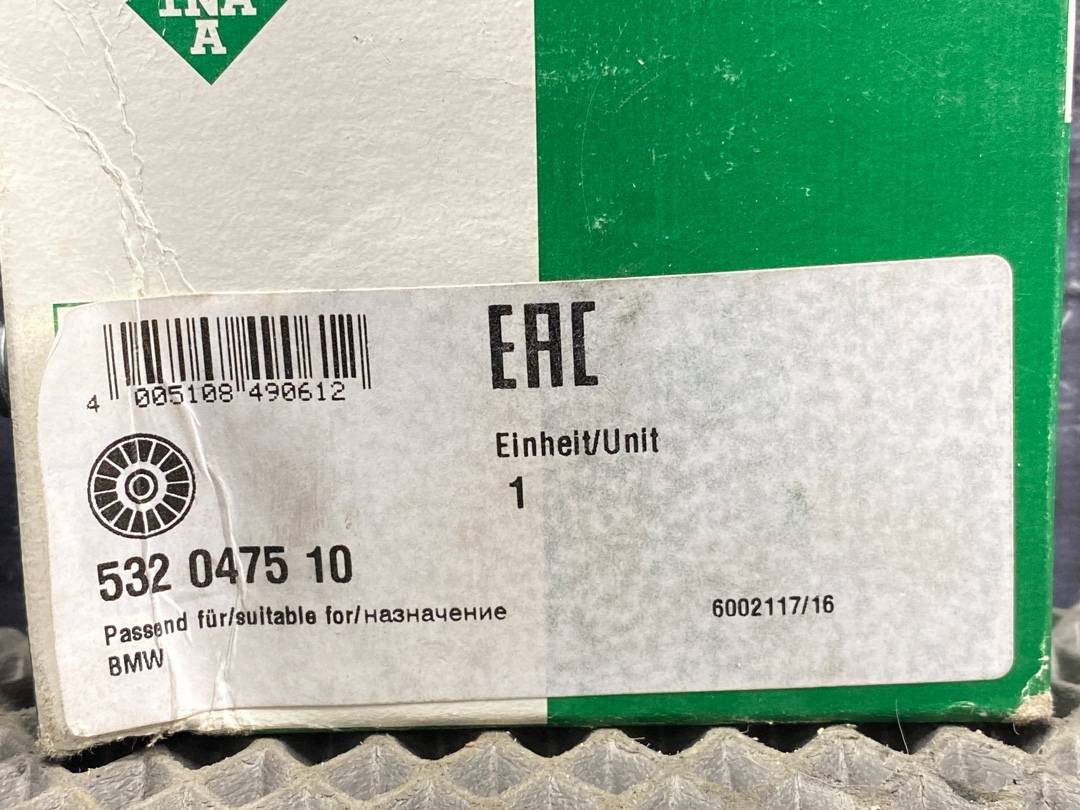 INA
A
EAC
4 005108 490612
Einheit/Unit
1
532 0475 10
Passend für/suitable for/назначение
BMW
6002117/16